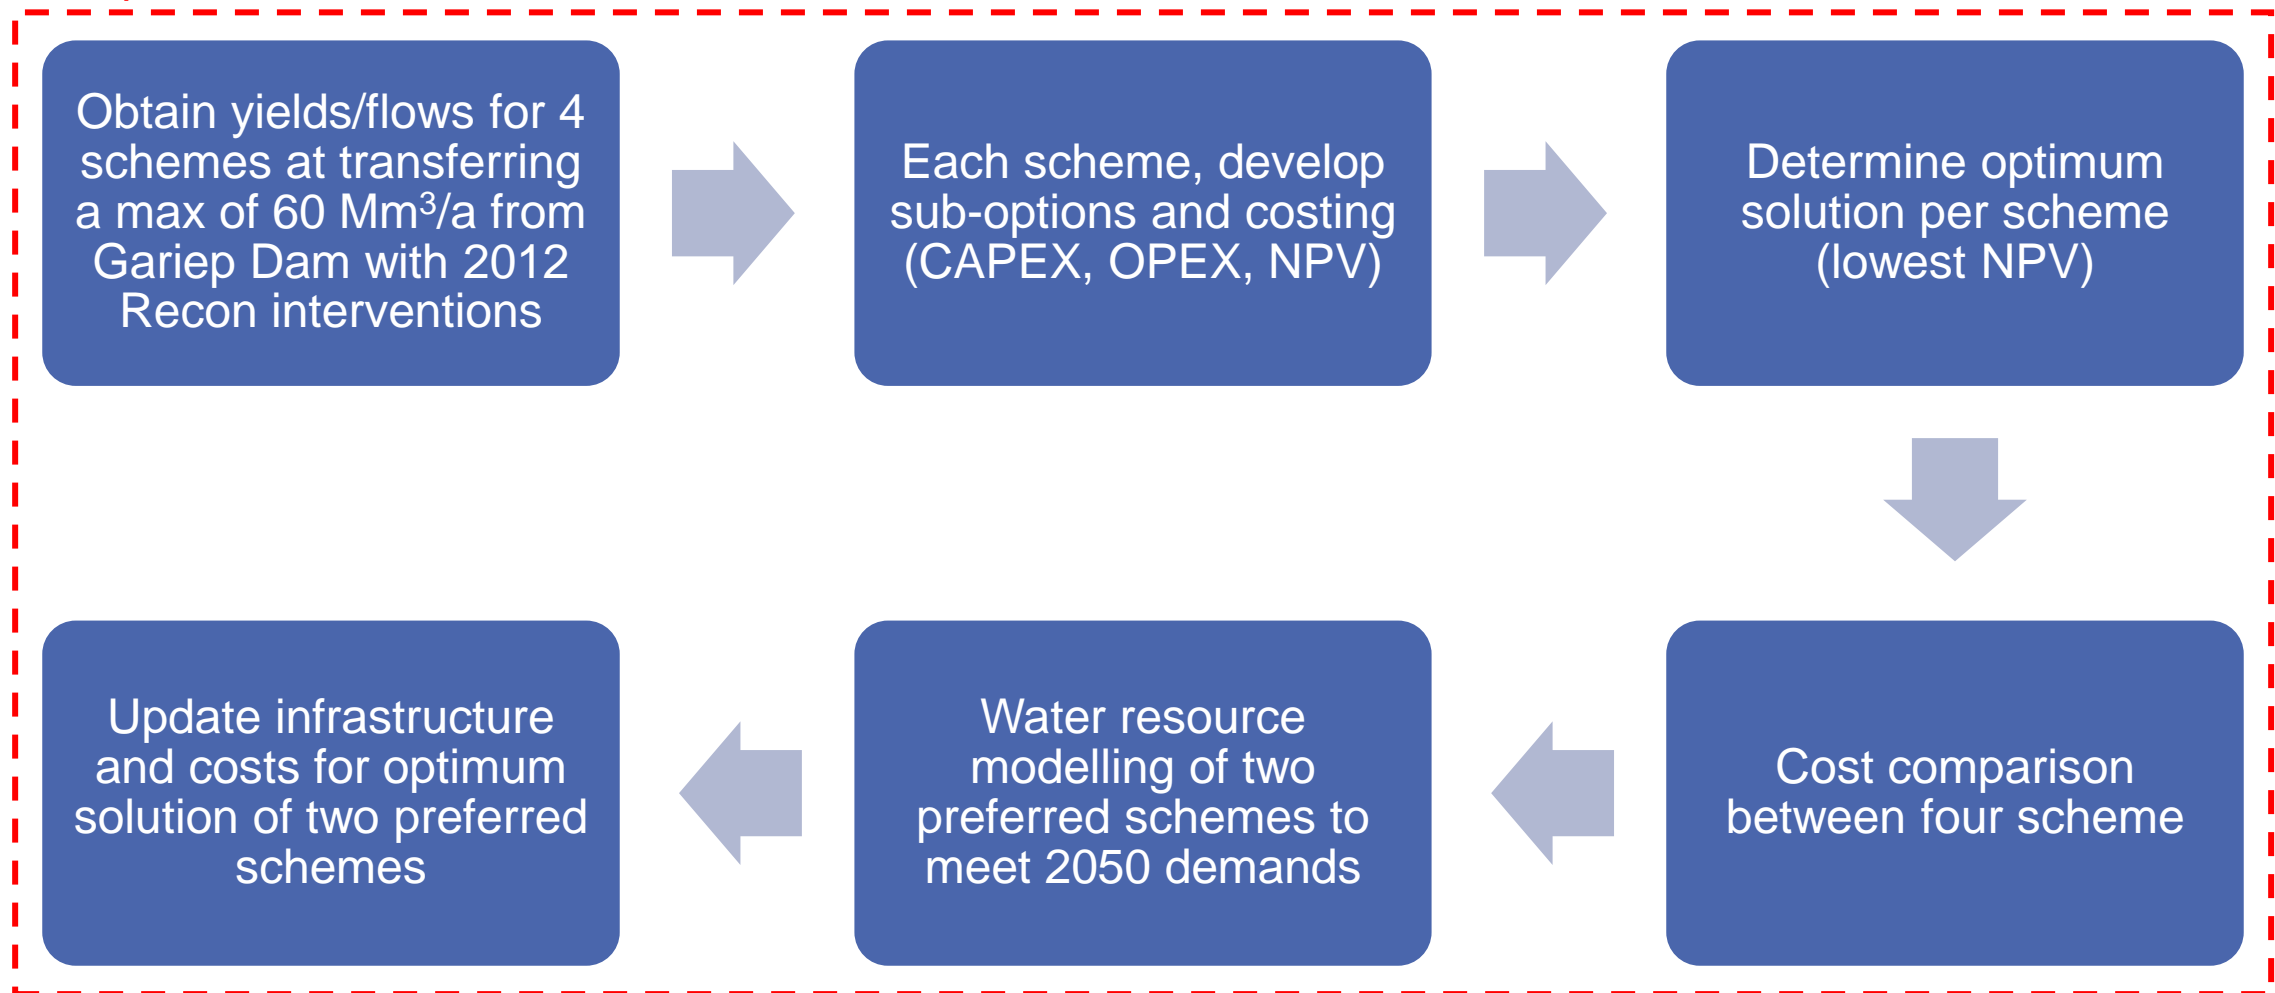 Obtain yields/flows for 4
schemes at transferring
a max of 60 Mm³/a from
Gariep Dam with 2012
Recon interventions
Each scheme, develop
sub-options and costing
(CAPEX, OPEX, NPV)
Determine optimum
solution per scheme
(lowest NPV)
Cost comparison
between four scheme
Water resource
modelling of two
preferred schemes to
meet 2050 demands
Update infrastructure
and costs for optimum
solution of two preferred
schemes